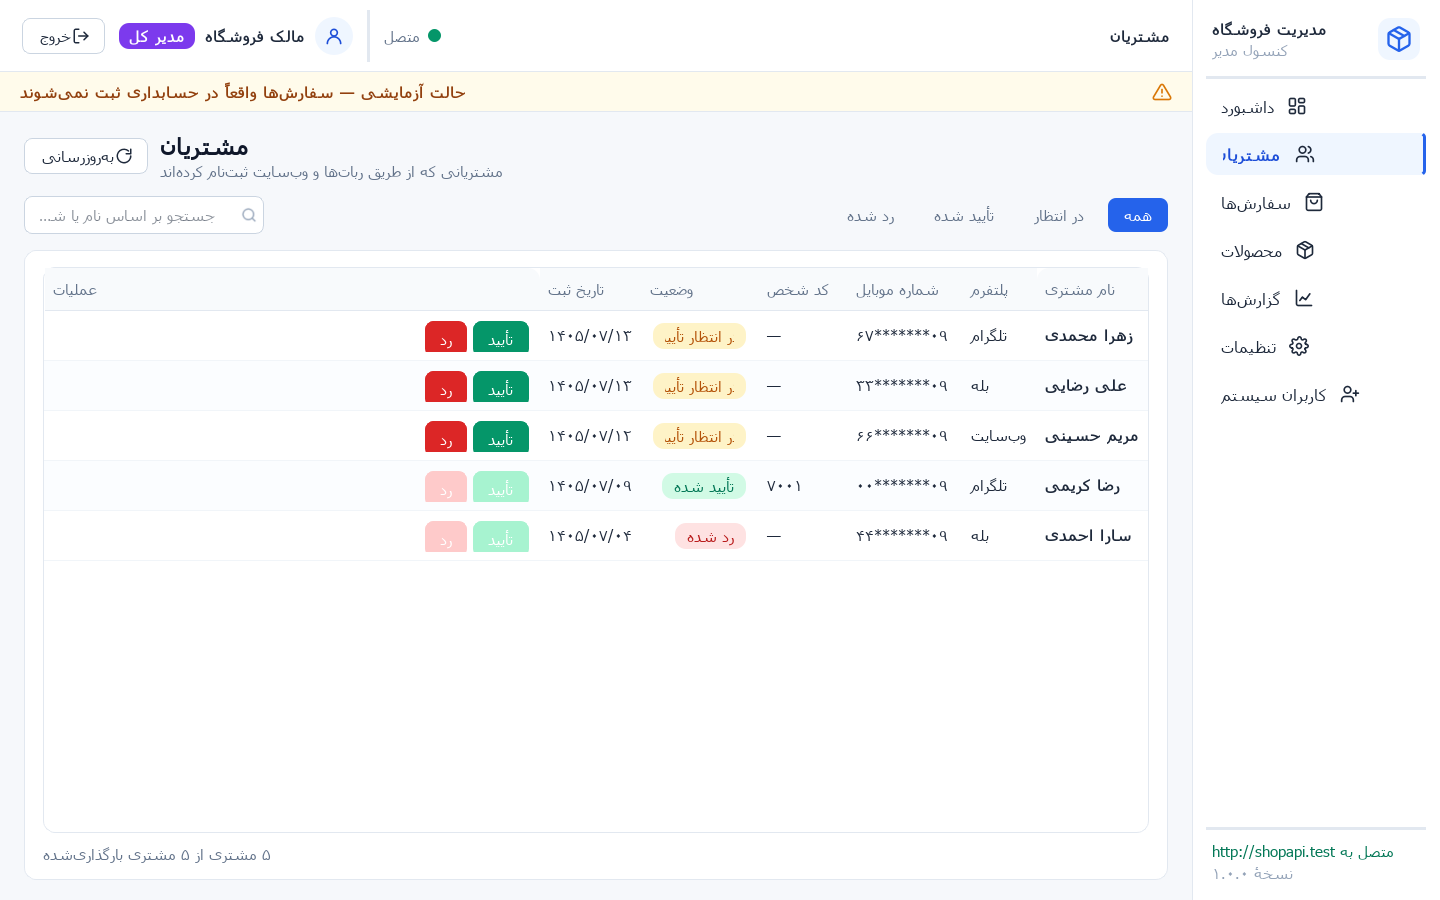 مدیریت فروشگاه
کنسول مدیر
داشبورد
مشتریان
سفارش‌ها
محصولات
گزارش‌ها
تنظیمات
کاربران سیستم
متصل به http://shopapi.test
نسخهٔ ۱.۰.۰
مشتریان
متصل
مالک فروشگاه
مدیر کل
خروج
حالت آزمایشی — سفارش‌ها واقعاً در حسابداری ثبت نمی‌شوند
مشتریان
مشتریانی که از طریق ربات‌ها و وب‌سایت ثبت‌نام کرده‌اند
به‌روزرسانی
همه
در انتظار
تأیید شده
رد شده
جستجو بر اساس نام یا شـ...
نام مشتری پلتفرم شماره موبایل کد شخص وضعیت تاریخ ثبت عملیات
زهرا محمدی تلگرام ۰۹*******۶۷ — ر انتظار تأیید ۱۴۰۵/۰۷/۱۳ تأیید رد
علی رضایی بله ۰۹*******۳۳ — ر انتظار تأیید ۱۴۰۵/۰۷/۱۳ تأیید رد
مریم حسینی وب‌سایت ۰۹*******۶۶ — ر انتظار تأیید ۱۴۰۵/۰۷/۱۲ تأیید رد
رضا کریمی تلگرام ۰۹*******۰۰ ۷۰۰۱ تأیید شده ۱۴۰۵/۰۷/۰۹ تأیید رد
سارا احمدی بله ۰۹*******۴۴ — رد شده ۱۴۰۵/۰۷/۰۴ تأیید رد
۵ مشتری از ۵ مشتری بارگذاری‌شده